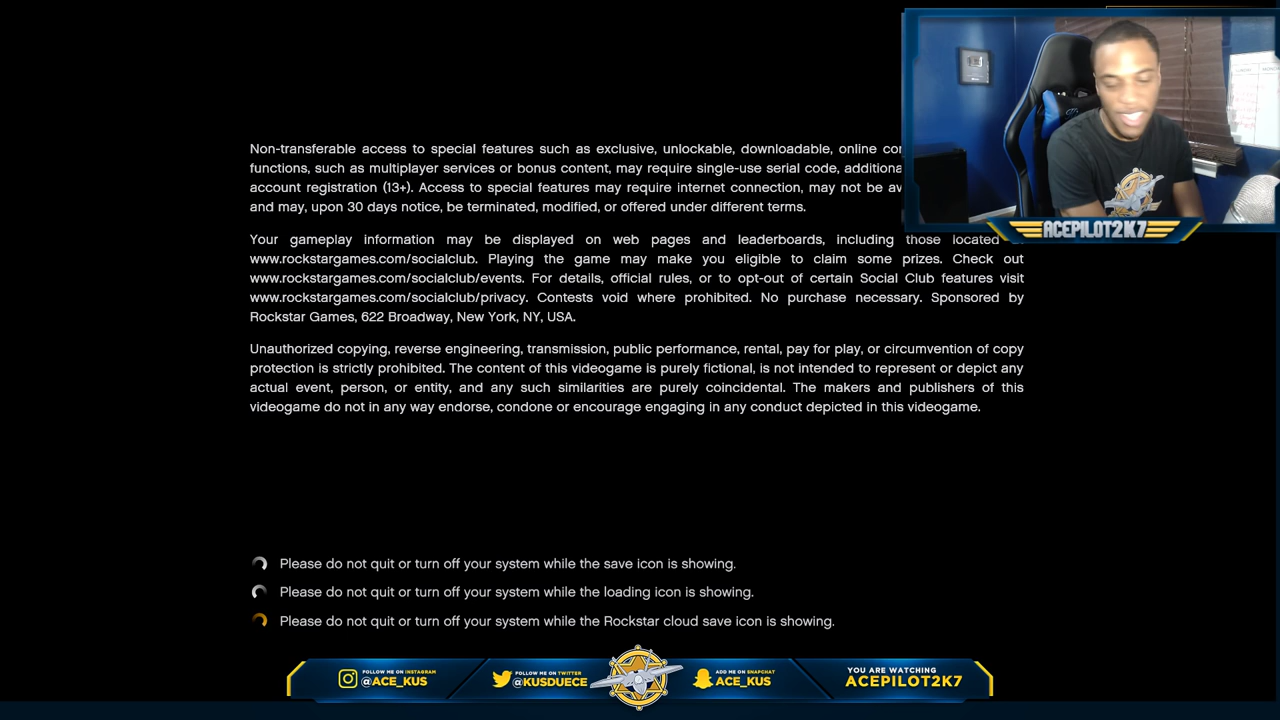 Non-transferable access to special features such as exclusive, unlockable, downloadable, online
functions, such as multiplayer services or bonus content, may require single-use serial code,
account registration (13+). Access to special features may require internet connection, may not be
and may, upon 30 days notice, be terminated, modified, or offered under different terms.
ACEPILOT2K7
Your gameplay information may be displayed on web pages and leaderboards, including those located
www.rockstargames.com/socialclub. Playing the game may make you eligible to claim some prizes. Check out
www.rockstargames.com/socialclub/events. For details, official rules, or to opt-out of certain Social Club features visit
www.rockstargames.com/socialclub/privacy. Contests void where prohibited. No purchase necessary. Sponsored by
Rockstar Games, 622 Broadway, New York, NY, USA.
Unauthorized copying, reverse engineering, transmission, public performance, rental, pay for play, or circumvention of copy
protection is strictly prohibited. The content of this videogame is purely fictional, is not intended to represent or depict any
actual event, person, or entity, and any such similarities are purely coincidental. The makers and publishers of this
videogame do not in any way endorse, condone or encourage engaging in any conduct depicted in this videogame.
Please do not quit or turn off your system while the save icon is showing.
Please do not quit or turn off your system while the loading icon is showing.
Please do not quit or turn off your system while the Rockstar cloud save icon is showing.
FOLLOW ME ON INSTAGRAM
@ACE_KUS
FOLLOW ME ON TWITTER
@KUSDUECE
ADD ME ON SNAPCHAT
ACE_KUS
YOU ARE WATCHING
ACEPILOT2K7